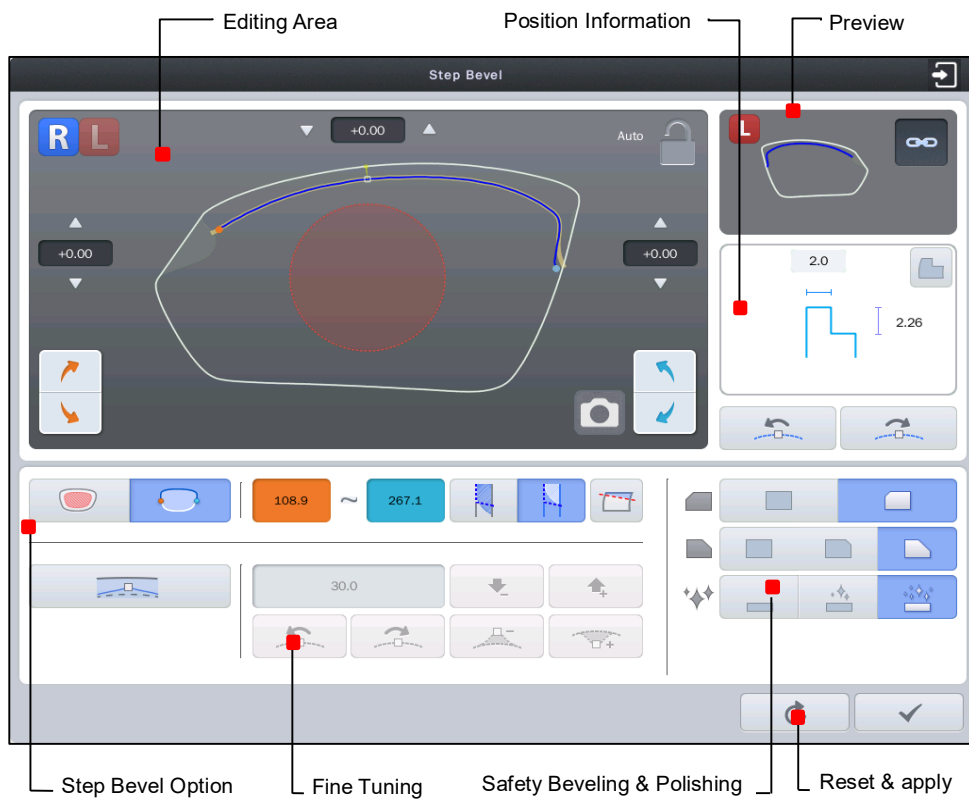 Editing Area
Position Information
Preview
Step Bevel
R L
+0.00
Auto
L
+0.00
+0.00
2.0
2.26
108.9 ~ 267.1
30.0
Step Bevel Option
Fine Tuning
Safety Beveling & Polishing
Reset & apply